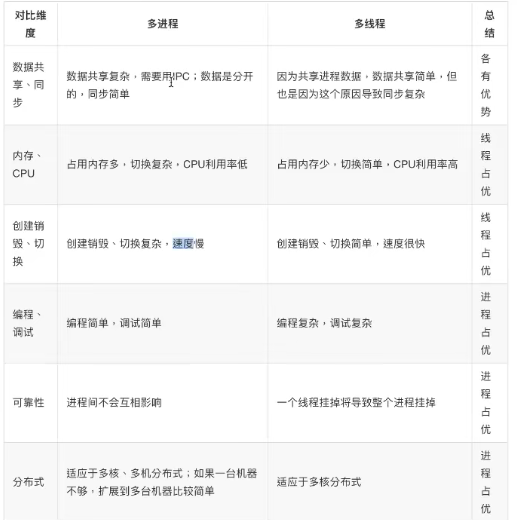 对比维
度
多进程
多线程
总
结
数据共
享、同
步
数据共享复杂，需要用IPC；数据是分开
的，同步简单
因为共享进程数据，数据共享简单，但
也是因为这个原因导致同步复杂
各
有
优
势
内存、
CPU
占用内存多，切换复杂，CPU利用率低
占用内存少，切换简单，CPU利用率高
线
程
占
优
创建销
毁、切
换
创建销毁、切换复杂，速度慢
创建销毁、切换简单，速度很快
线
程
占
优
编程、
调试
编程简单，调试简单
编程复杂，调试复杂
进
程
占
优
可靠性
进程间不会互相影响
一个线程挂掉将导致整个进程挂掉
进
程
占
优
分布式
适应于多核、多机分布式；如果一台机器
不够，扩展到多台机器比较简单
适应于多核分布式
进
程
占
优